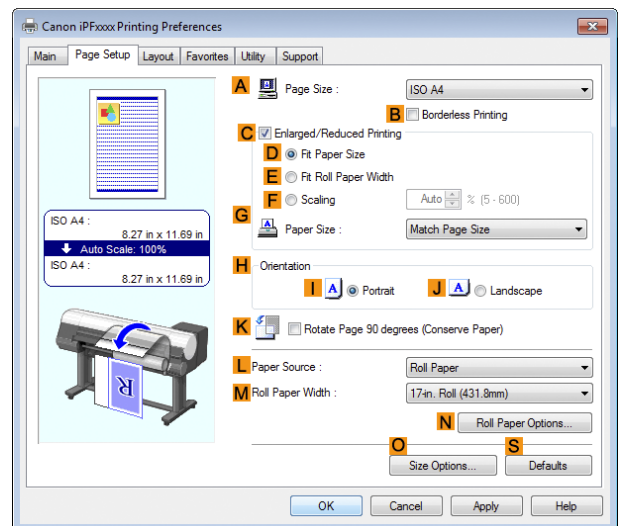 Canon iPFxxxx Printing Preferences
Main Page Setup Layout Favorites Utility Support
A Page Size : ISO A4
B Borderless Printing
C Enlarged/Reduced Printing
D Fit Paper Size
E Fit Roll Paper Width
F Scaling Auto % (5 - 600)
G Paper Size : Match Page Size
ISO A4 :
8.27 in x 11.69 in
Auto Scale: 100%
ISO A4 :
8.27 in x 11.69 in
H Orientation
I A Portrait J A Landscape
K Rotate Page 90 degrees (Conserve Paper)
R
L Paper Source : Roll Paper
M Roll Paper Width : 17-in. Roll (431.8mm)
N Roll Paper Options...
O S
Size Options... Defaults
OK Cancel Apply Help